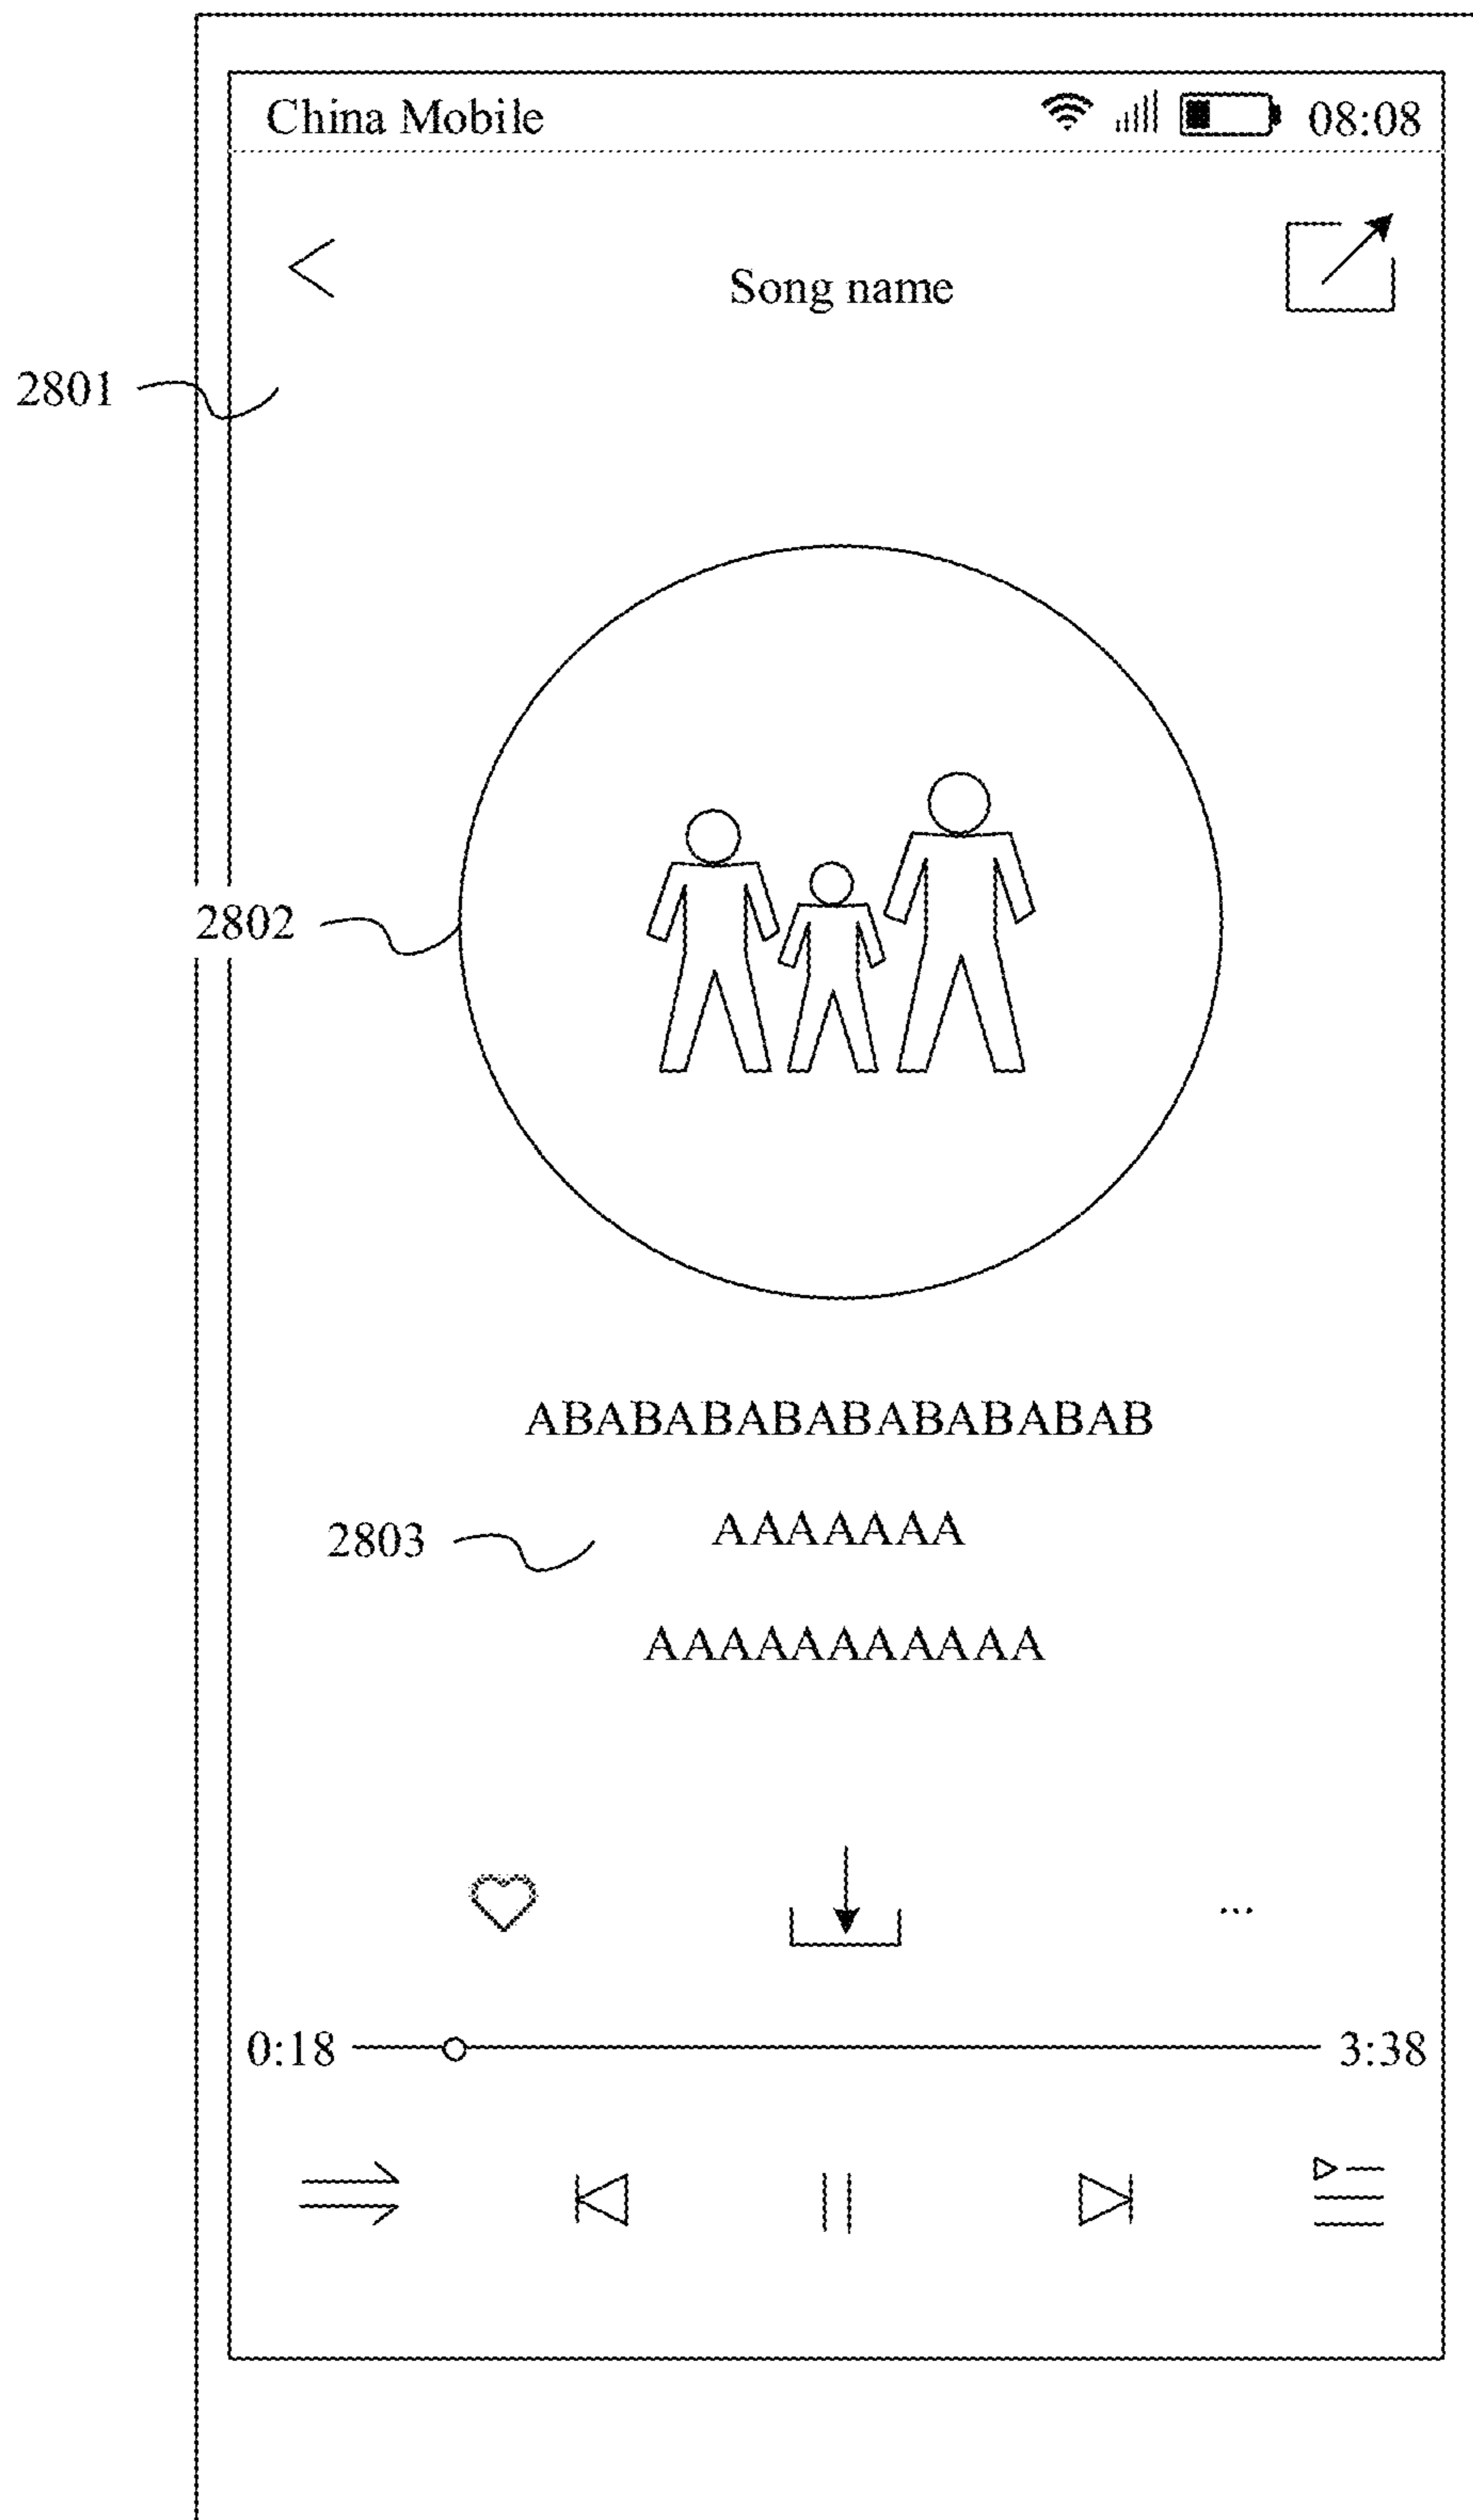 China Mobile 08:08
Song name
2801
2802
ABABABABABABABABAB
2803 AAAAAAA
AAAAAAAAAAA
...
0:18 3:38